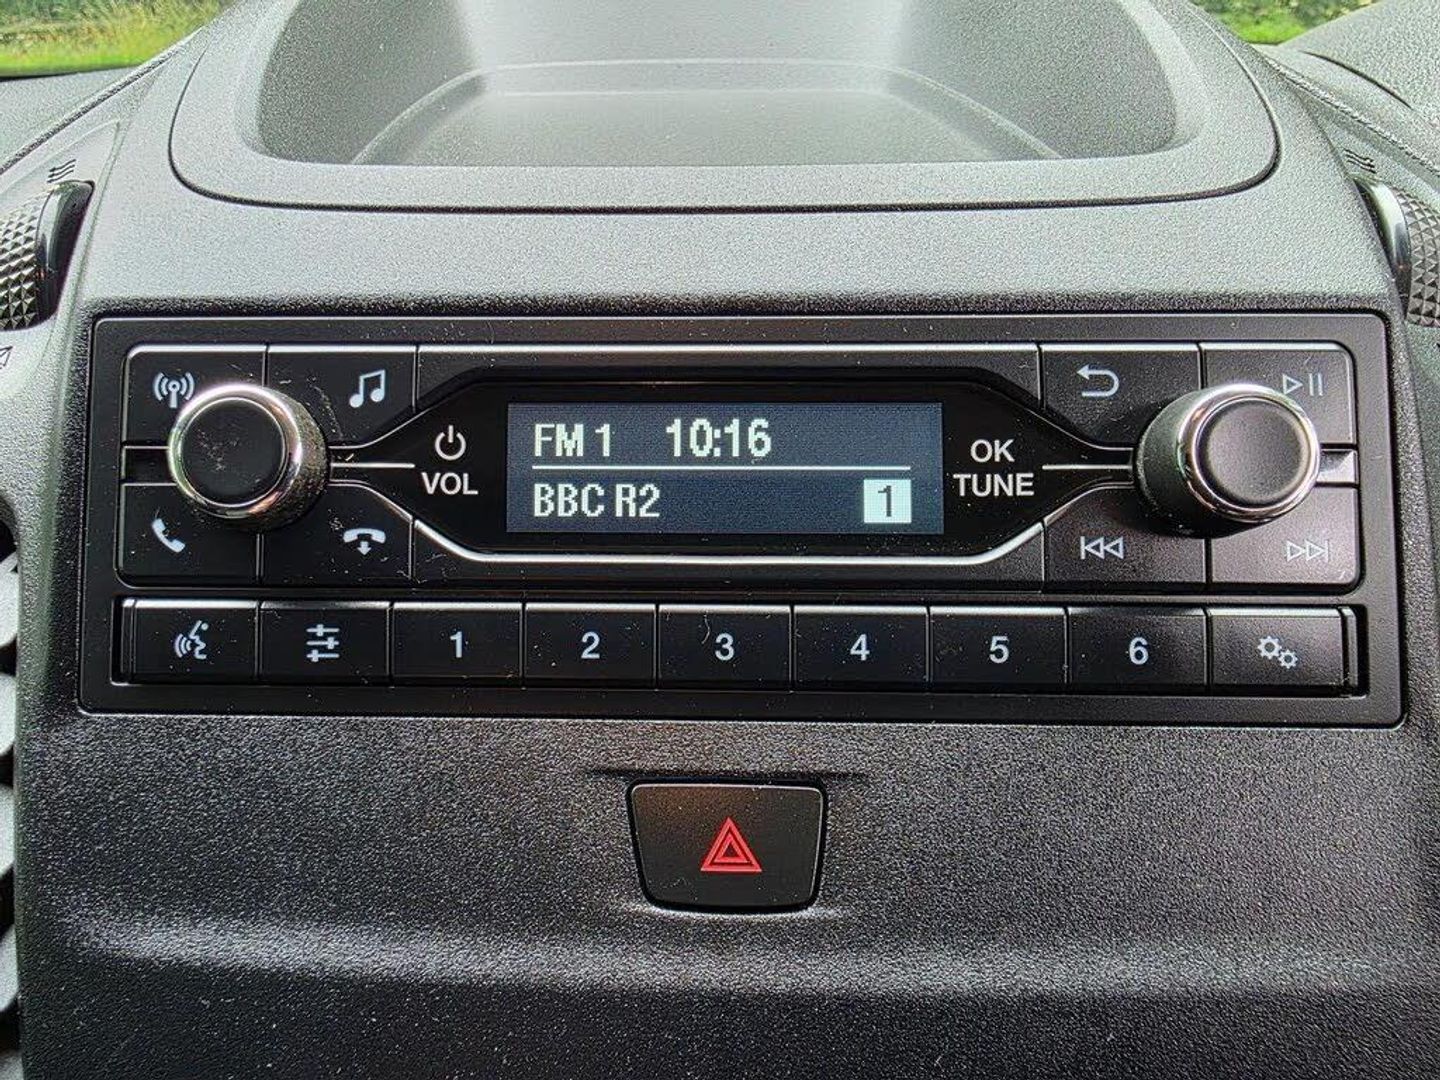 FM 1 10:16
BBC R2 1
VOL
OK
TUNE
1 2 3 4 5 6